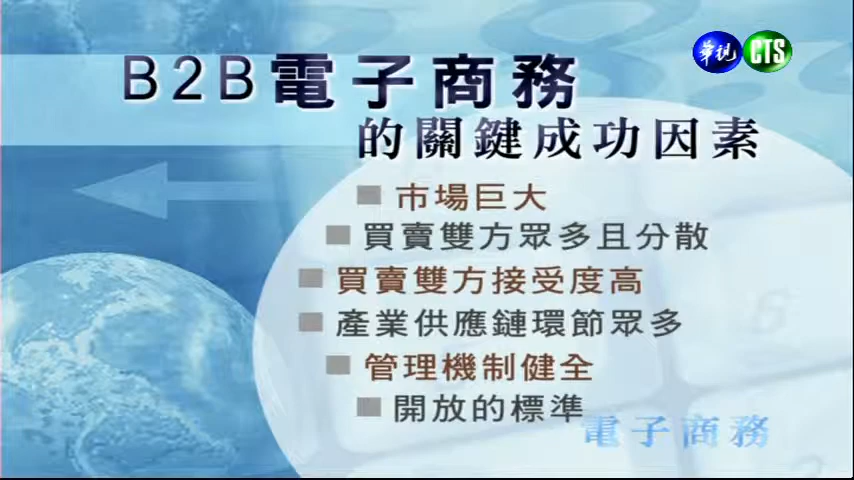 華視 CTS
B2B電子商務
的關鍵成功因素
市場巨大
買賣雙方眾多且分散
買賣雙方接受度高
產業供應鏈環節眾多
管理機制健全
開放的標準
電子商務